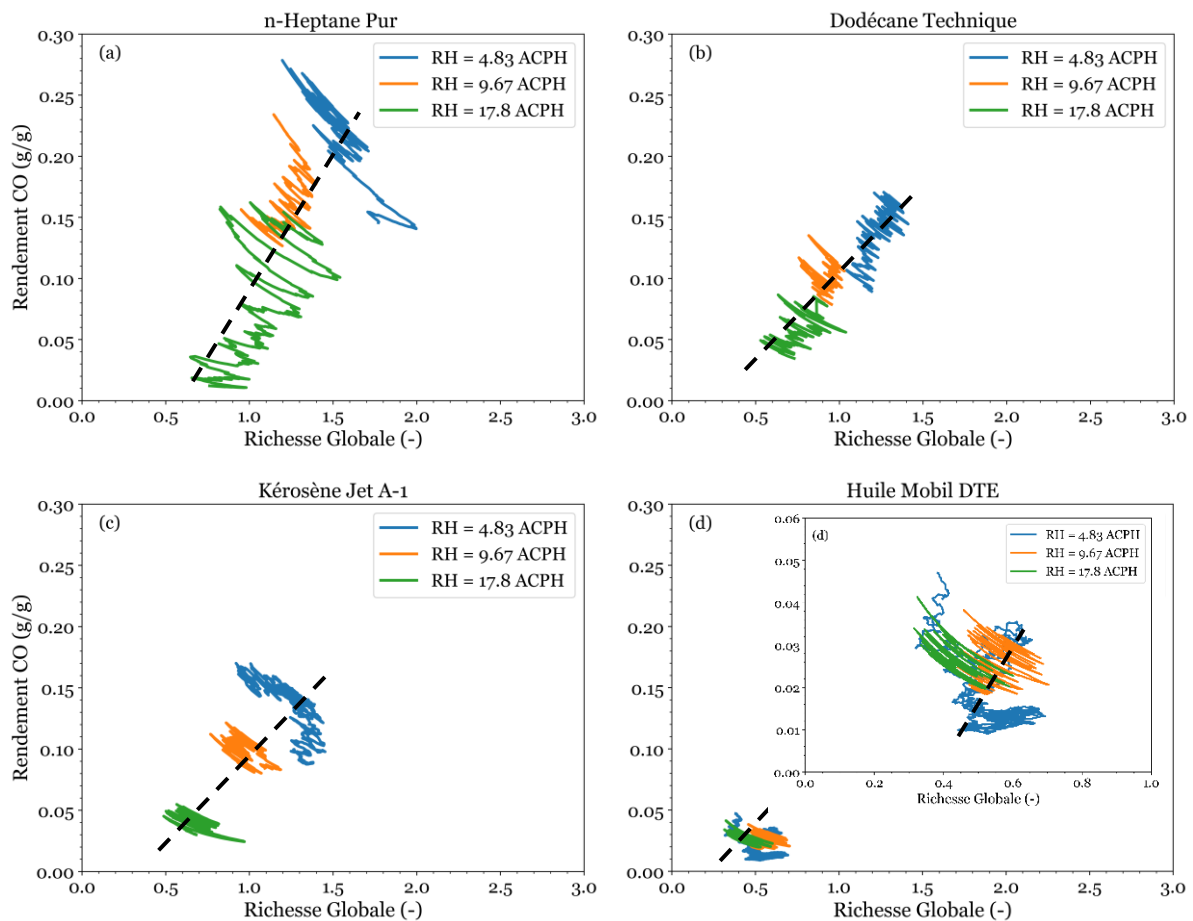 n-Heptane Pur
(a)
RH = 4.83 ACPH
RH = 9.67 ACPH
RH = 17.8 ACPH
0.30
0.25
0.20
0.15
0.10
0.05
0.00
Rendement CO (g/g)
0.0 0.5 1.0 1.5 2.0 2.5 3.0
Richesse Globale (-)
Dodécane Technique
(b)
RH = 4.83 ACPH
RH = 9.67 ACPH
RH = 17.8 ACPH
0.30
0.25
0.20
0.15
0.10
0.05
0.00
0.0 0.5 1.0 1.5 2.0 2.5 3.0
Richesse Globale (-)
Kérosène Jet A-1
(c)
RH = 4.83 ACPH
RH = 9.67 ACPH
RH = 17.8 ACPH
0.30
0.25
0.20
0.15
0.10
0.05
0.00
Rendement CO (g/g)
0.0 0.5 1.0 1.5 2.0 2.5 3.0
Richesse Globale (-)
Huile Mobil DTE
(d)
0.30
0.25
0.20
0.15
0.10
0.05
0.00
0.0 0.5 1.0 1.5 2.0 2.5 3.0
Richesse Globale (-)
(d)
RH = 4.83 ACPH
RH = 9.67 ACPH
RH = 17.8 ACPH
0.06
0.05
0.04
0.03
0.02
0.01
0.00
0.0 0.2 0.4 0.6 0.8 1.0
Richesse Globale (-)